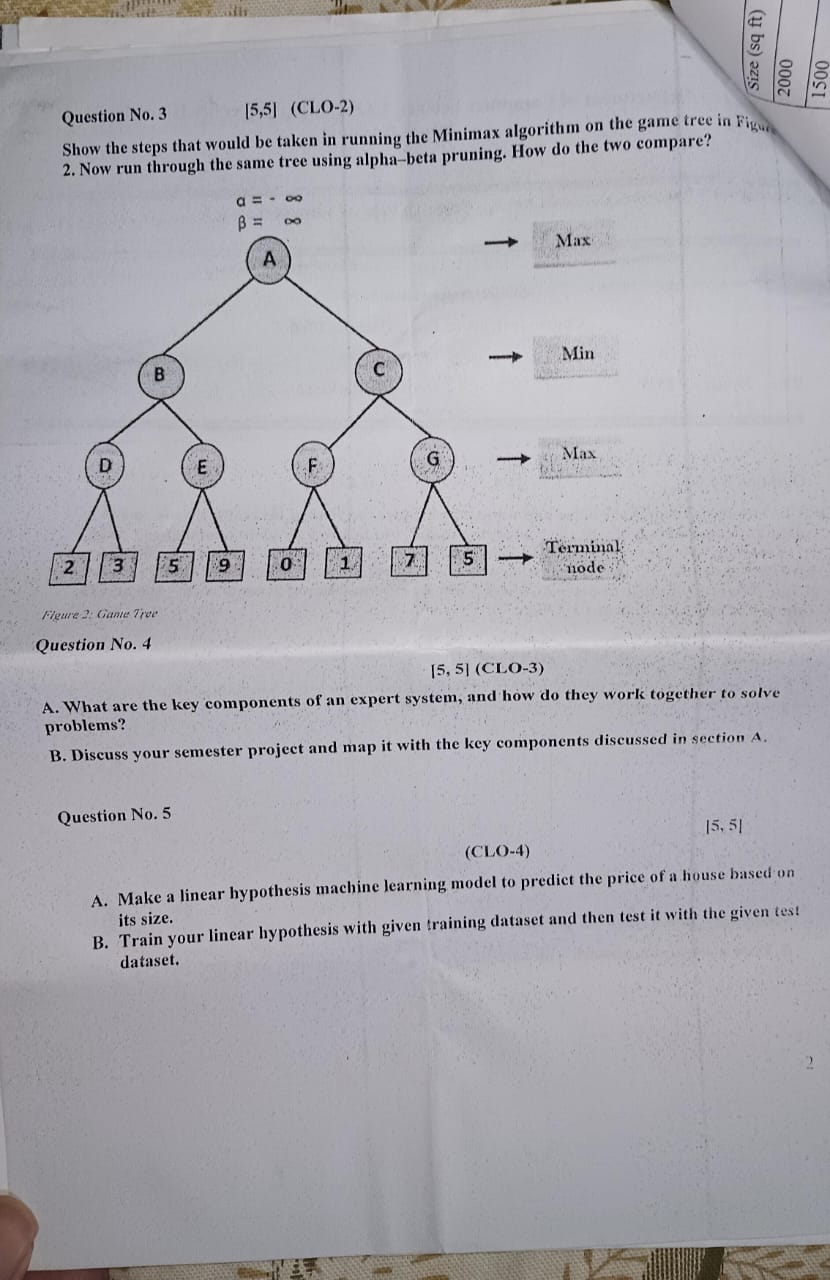 Size (sq ft)
2000
1500
Question No. 3 [5,5] (CLO-2)
Show the steps that would be taken in running the Minimax algorithm on the game tree in
2. Now run through the same tree using alpha–beta pruning. How do the two compare?
α = - ∞
β = ∞
A
Max
B
C
Min
D
E
F
G
Max
2 3 5 9 0 1 7 5
Terminal
node
Figure 2: Game Tree
Question No. 4
[5, 5] (CLO-3)
A. What are the key components of an expert system, and how do they work together to solve
problems?
B. Discuss your semester project and map it with the key components discussed in section A.
Question No. 5
[5, 5]
(CLO-4)
A. Make a linear hypothesis machine learning model to predict the price of a house based on
its size.
B. Train your linear hypothesis with given training dataset and then test it with the given test
dataset.
2